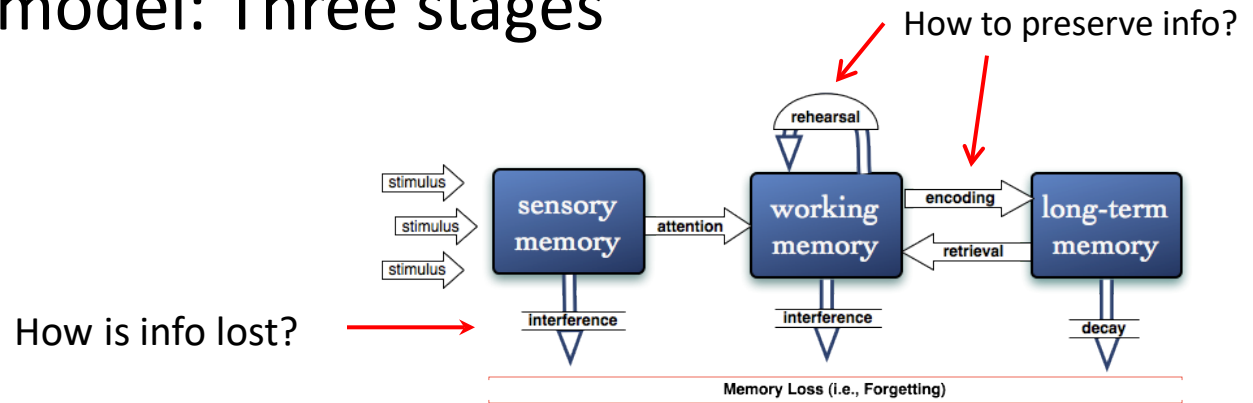 model: Three stages
How to preserve info?
rehearsal
stimulus
stimulus
stimulus
sensory
memory
attention
working
memory
encoding
retrieval
long-term
memory
How is info lost?
interference
interference
decay
Memory Loss (i.e., Forgetting)